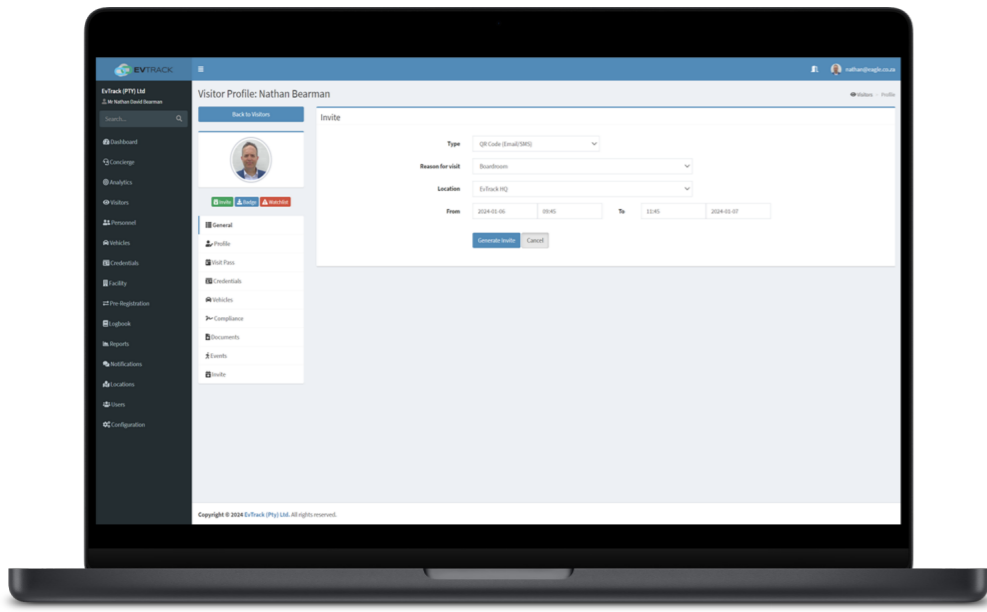 EVTRACK
nathan@eagle.co.za
EvTrack (PTY) Ltd
Mr Nathan David Bearman
Search...
Dashboard
Concierge
Analytics
Visitors
Personnel
Vehicles
Credentials
Facility
Pre-Registration
Logbook
Reports
Notifications
Locations
Users
Configuration
Visitor Profile: Nathan Bearman
Visitors > Profile
Back to Visitors
Invite Badge Watchlist
General
Profile
Visit Pass
Credentials
Vehicles
Compliance
Documents
Events
Invite
Invite
Type QR Code (Email/SMS)
Reason for visit Boardroom
Location EvTrack HQ
From 2024-01-06 09:45 To 11:45 2024-01-07
Generate Invite Cancel
Copyright © 2024 EvTrack (Pty) Ltd. All rights reserved.